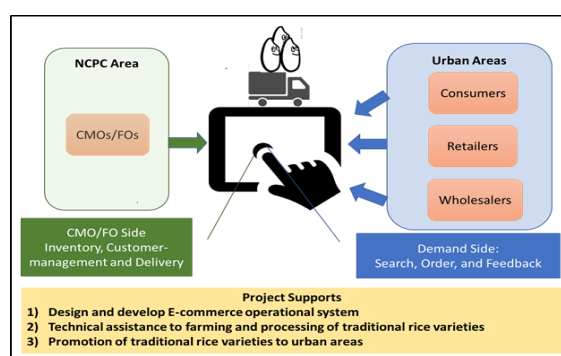 NCPC Area
CMOs/FOs
Urban Areas
Consumers
Retailers
Wholesalers
CMO/FO Side
Inventory, Customer-
management and Delivery
Demand Side:
Search, Order, and Feedback
Project Supports
1) Design and develop E-commerce operational system
2) Technical assistance to farming and processing of traditional rice varieties
3) Promotion of traditional rice varieties to urban areas